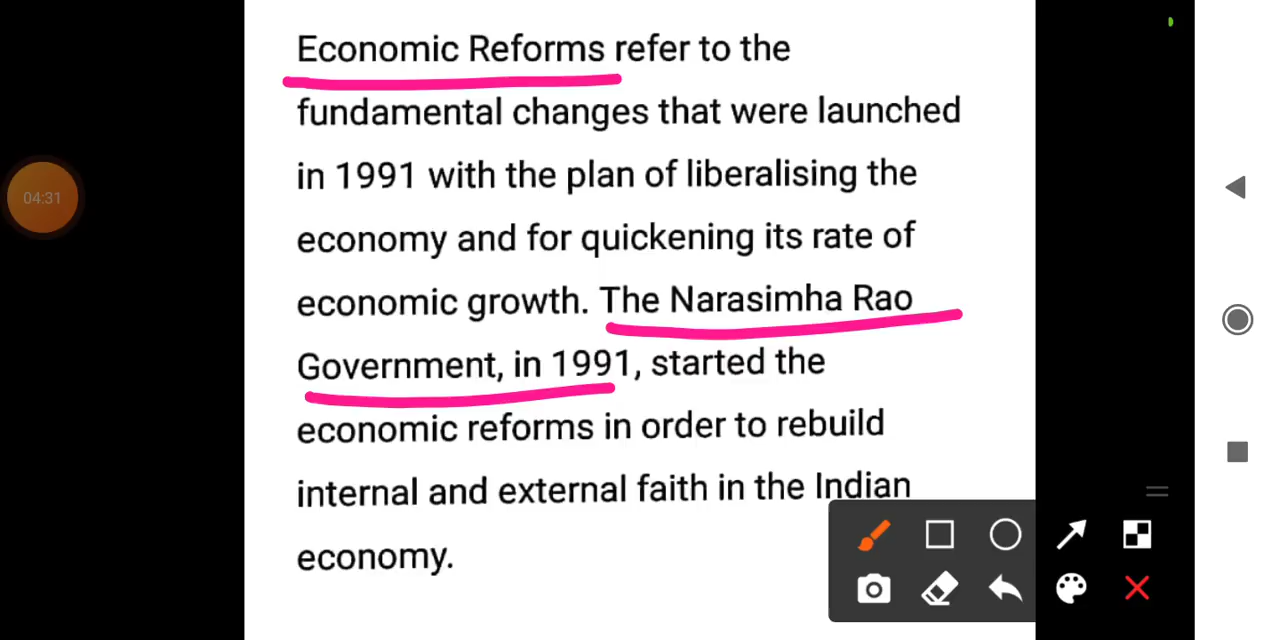 Economic Reforms refer to the
fundamental changes that were launched
in 1991 with the plan of liberalising the
economy and for quickening its rate of
economic growth. The Narasimha Rao
Government, in 1991, started the
economic reforms in order to rebuild
internal and external faith in the Indian
economy.
04:31